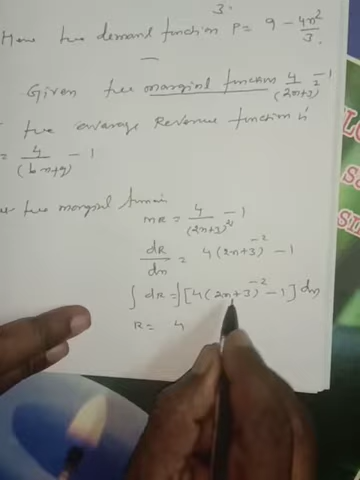 3.
Hence the demand function P = 9 - 4x²/3.
Given the marginal function 4/(2x+3)² - 1
the average Revenue function is
= 4/(6x+9) - 1
the marginal
MR = 4/(2x+3)² - 1
dR/dx = 4(2x+3)⁻² - 1
∫ dR = ∫ [4(2x+3)⁻² - 1] dx
R = 4